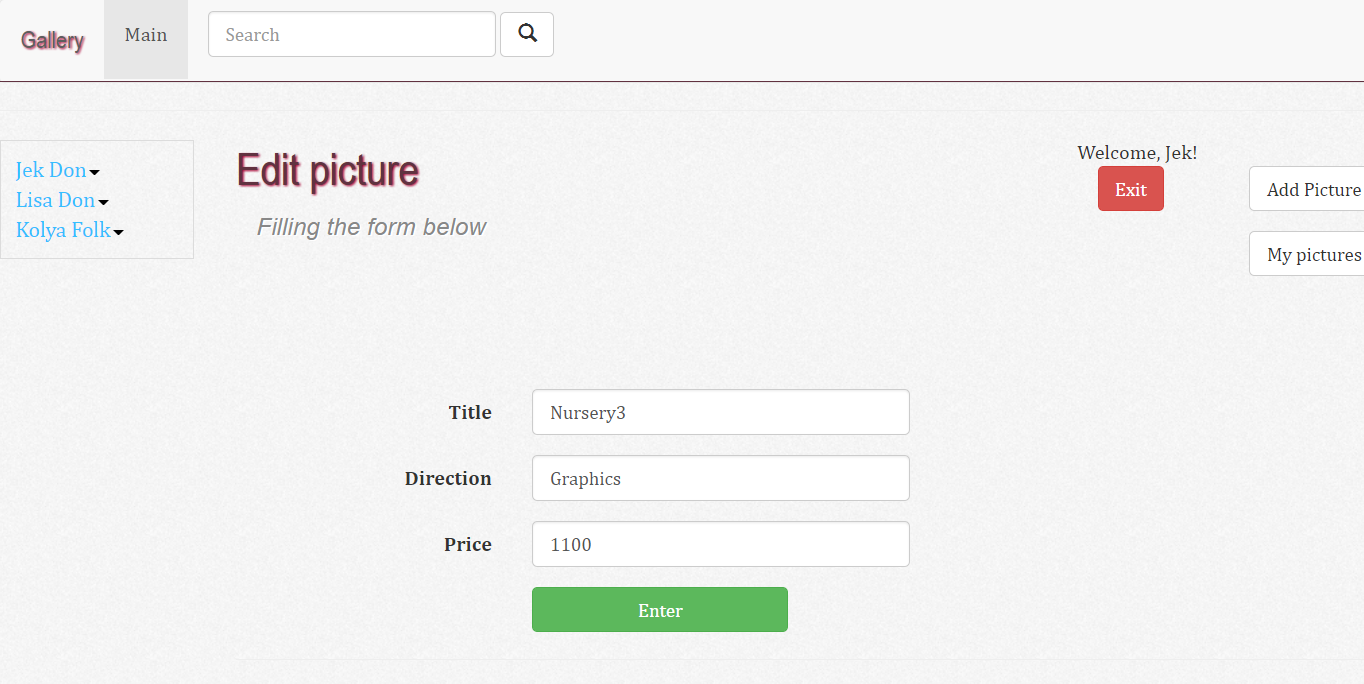 Gallery
Main
Search
Jek Don
Lisa Don
Kolya Folk
Edit picture
Filling the form below
Welcome, Jek!
Exit
Add Picture
My pictures
Title
Nursery3
Direction
Graphics
Price
1100
Enter